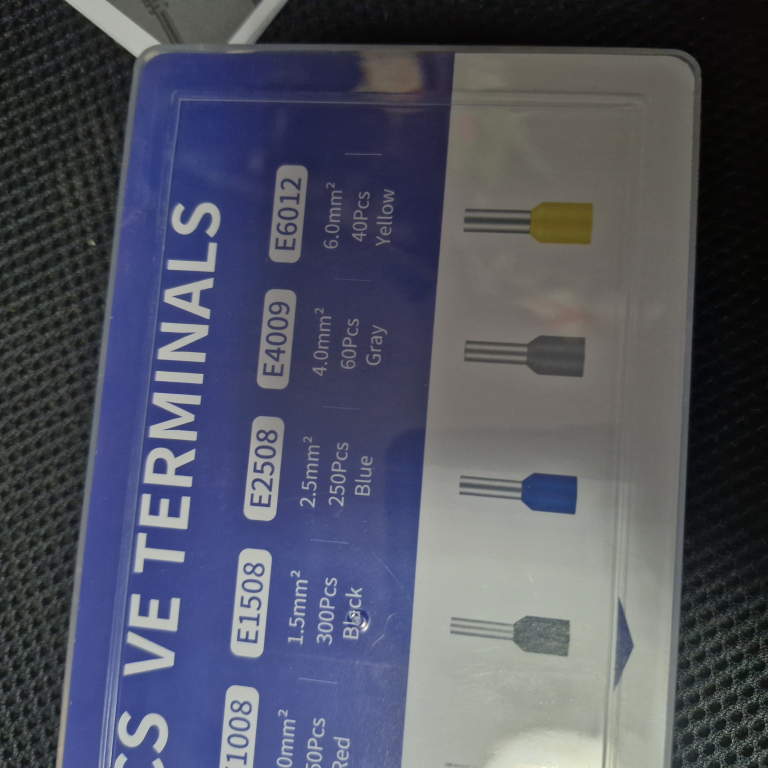 VE TERMINALS
E1508
1.5mm²
300Pcs
Black
E2508
2.5mm²
250Pcs
Blue
E4009
4.0mm²
60Pcs
Gray
E6012
6.0mm²
40Pcs
Yellow
Red